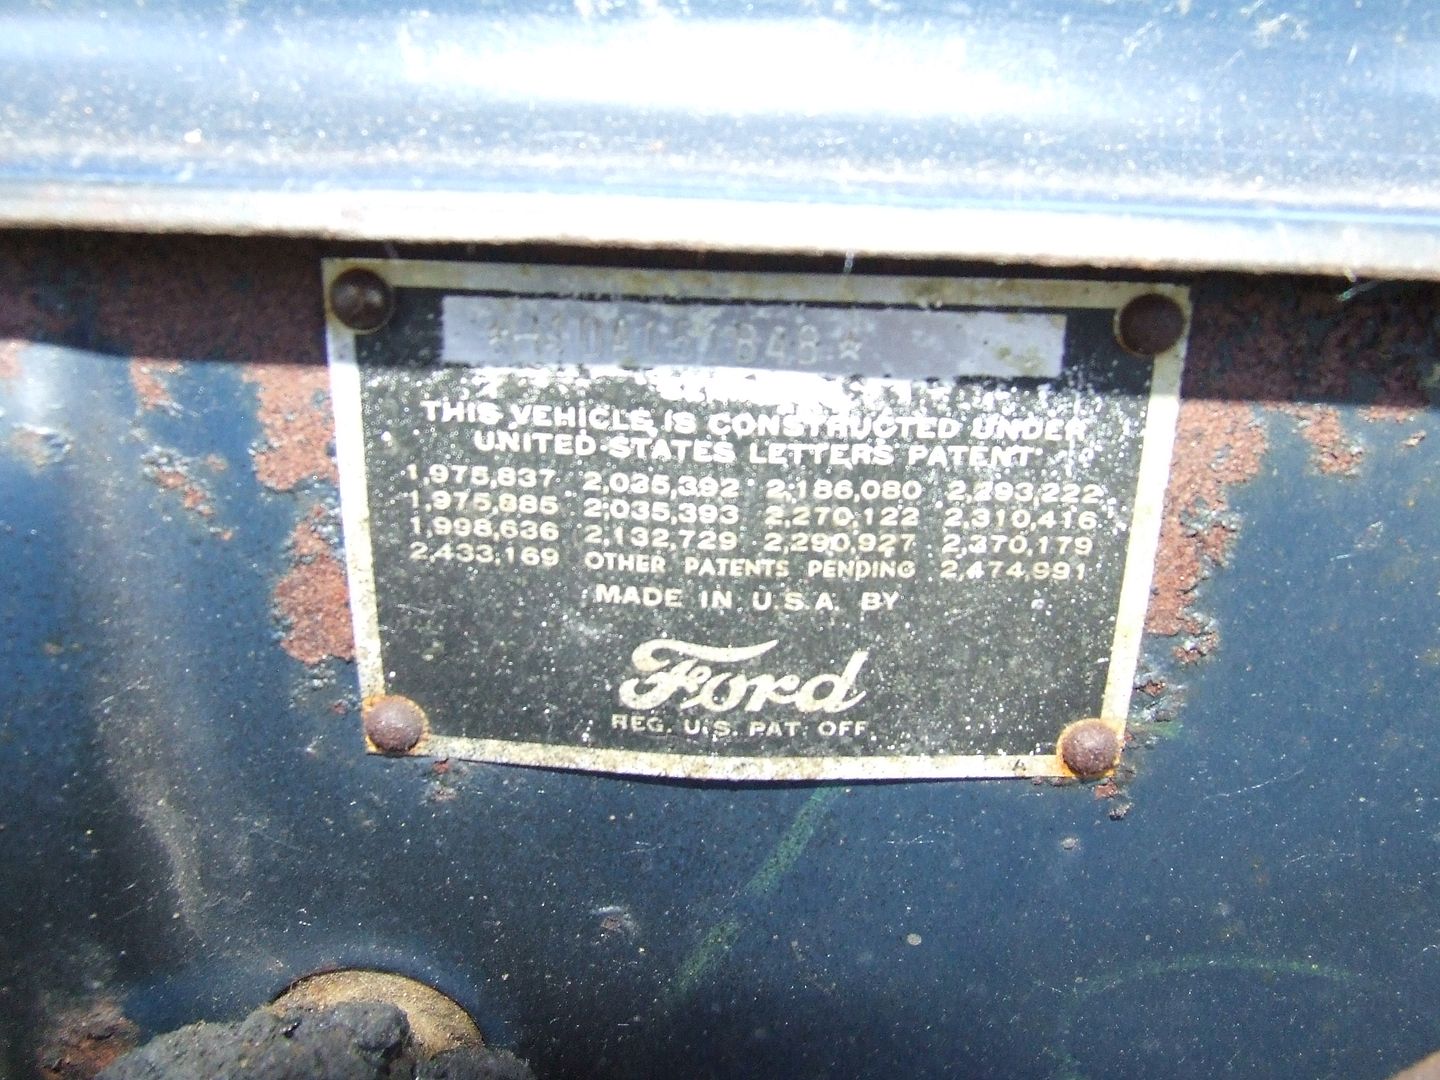 THIS VEHICLE IS CONSTRUCTED UNDER
UNITED STATES LETTERS PATENT
1,975,837 2,035,392 2,186,080 2,293,222
1,975,885 2,035,393 2,270,122 2,310,416
1,998,636 2,132,729 2,290,927 2,370,179
2,433,169 OTHER PATENTS PENDING 2,474,991
MADE IN U.S.A. BY
Ford
REG. U.S. PAT. OFF.